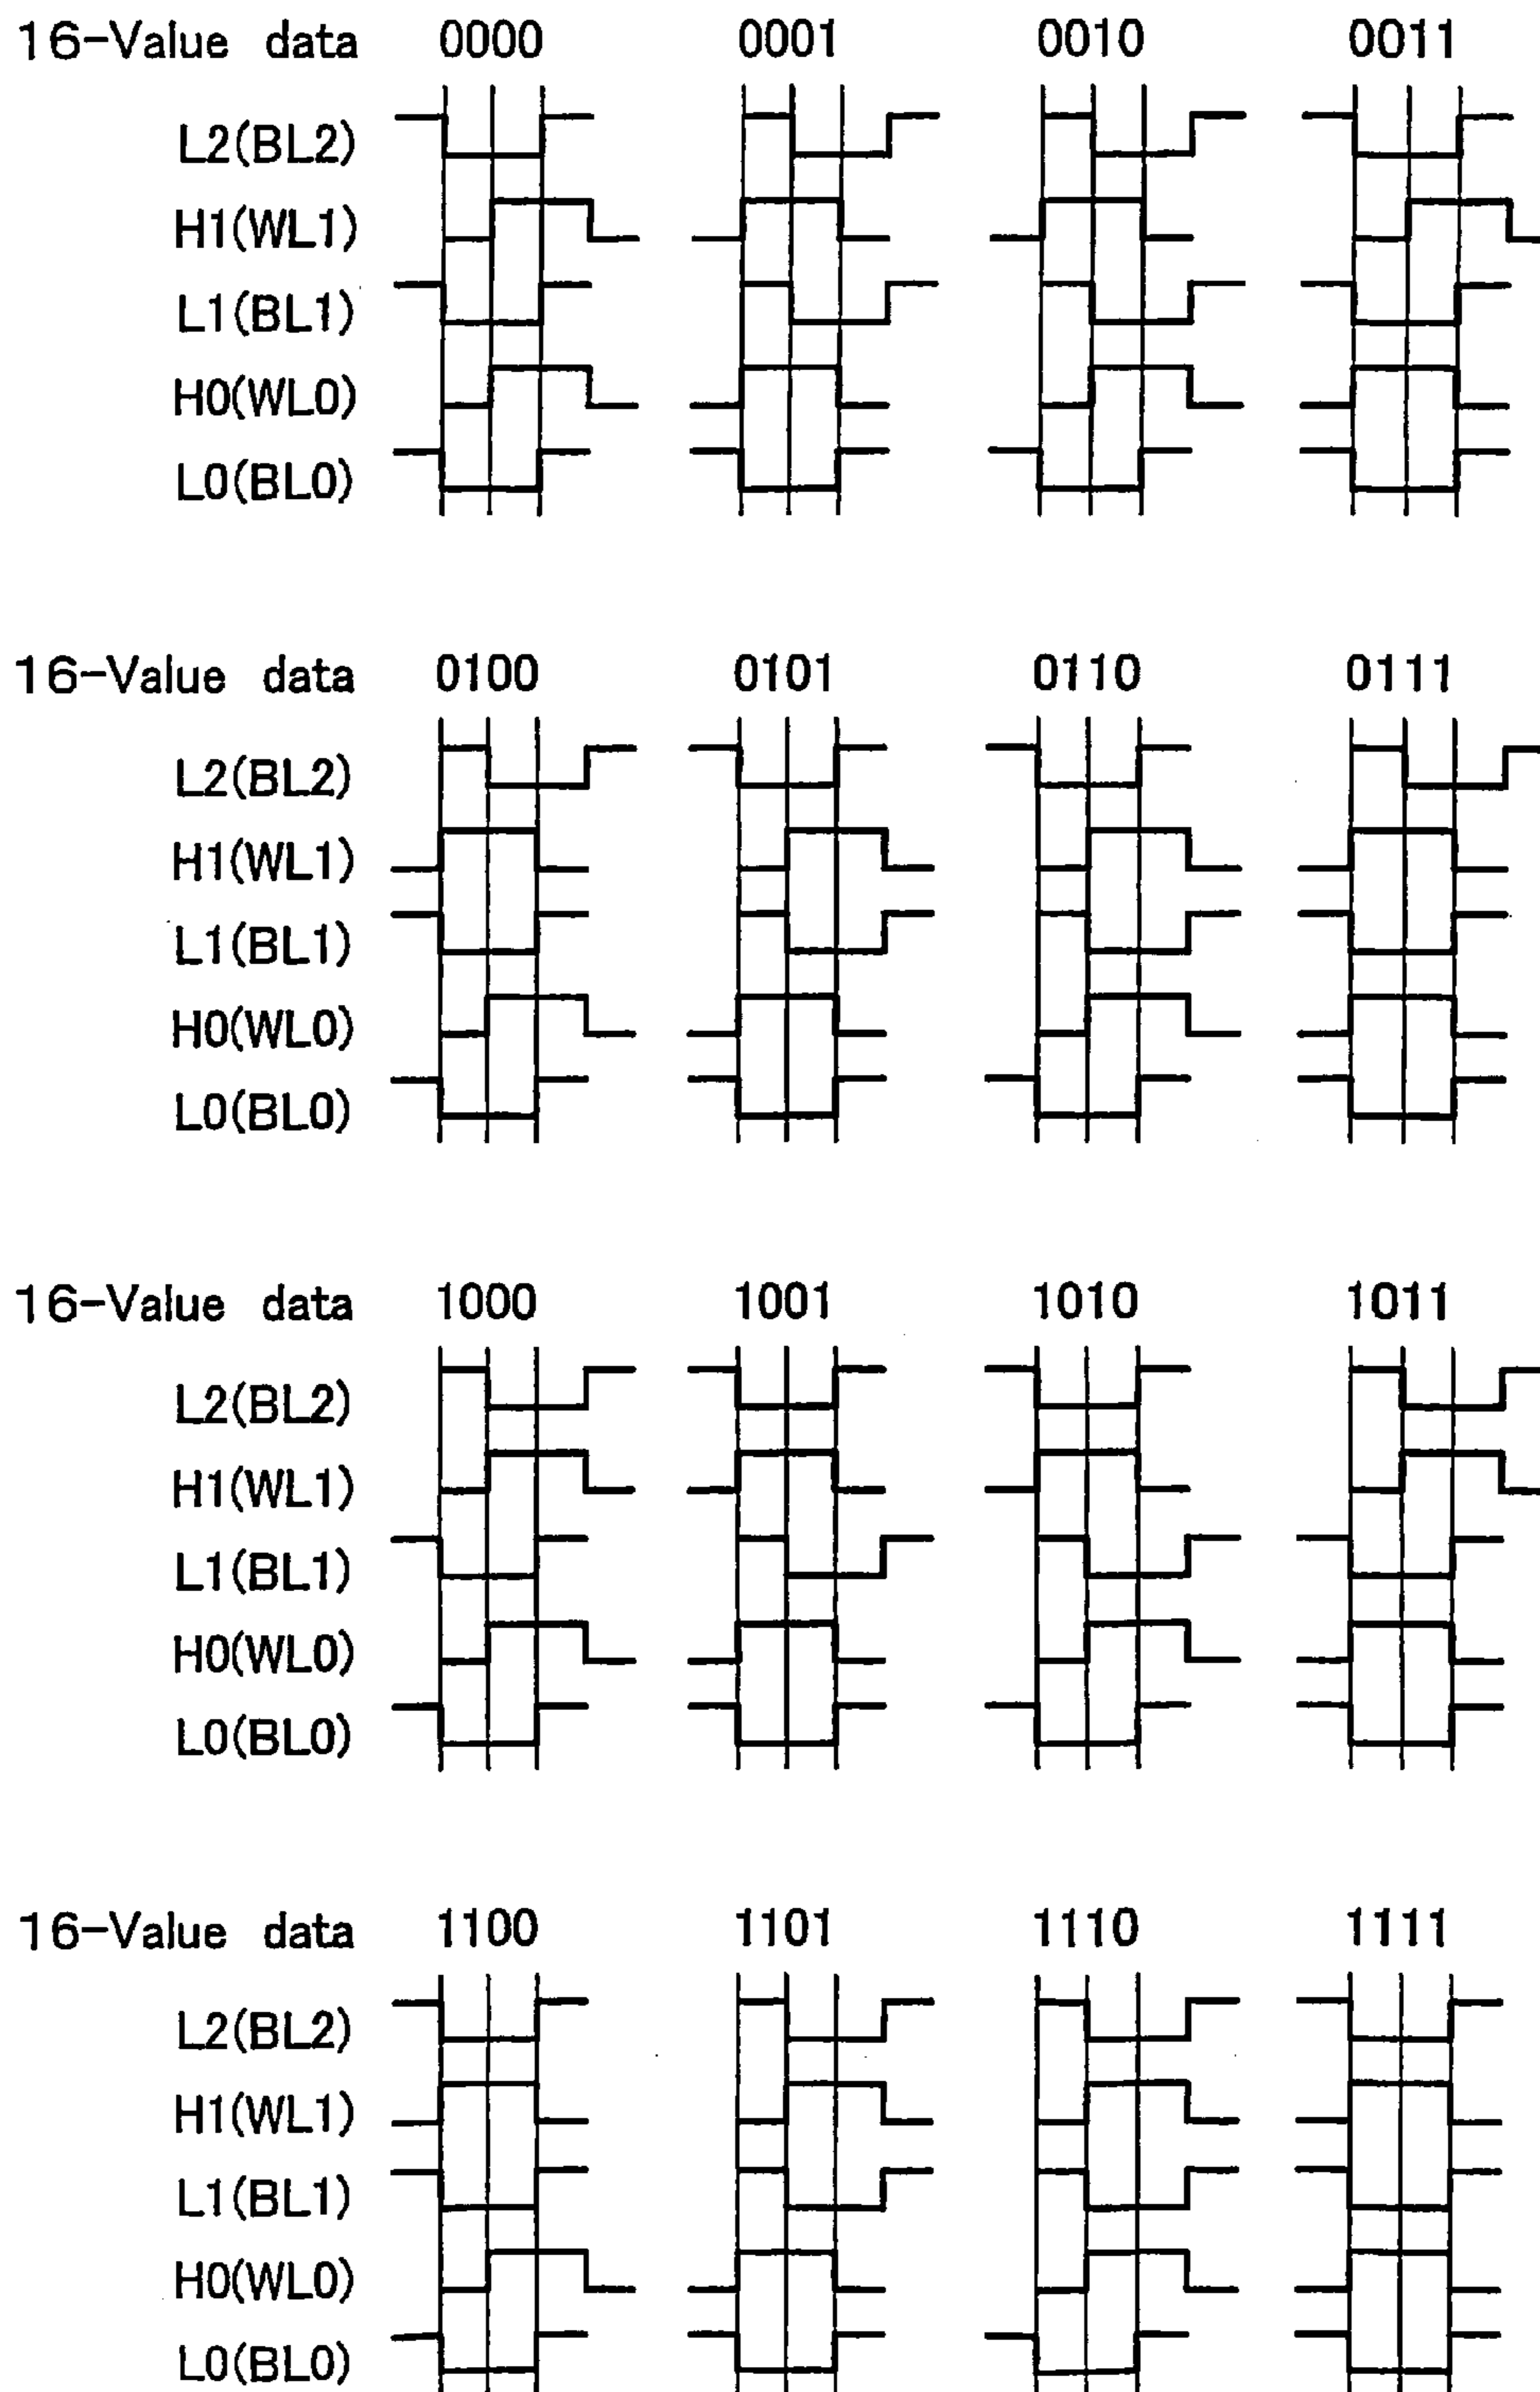 16-Value data 0000 0001 0010 0011
L2(BL2)
H1(WL1)
L1(BL1)
H0(WL0)
L0(BL0)
16-Value data 0100 0101 0110 0111
L2(BL2)
H1(WL1)
L1(BL1)
H0(WL0)
L0(BL0)
16-Value data 1000 1001 1010 1011
L2(BL2)
H1(WL1)
L1(BL1)
H0(WL0)
L0(BL0)
16-Value data 1100 1101 1110 1111
L2(BL2)
H1(WL1)
L1(BL1)
H0(WL0)
L0(BL0)